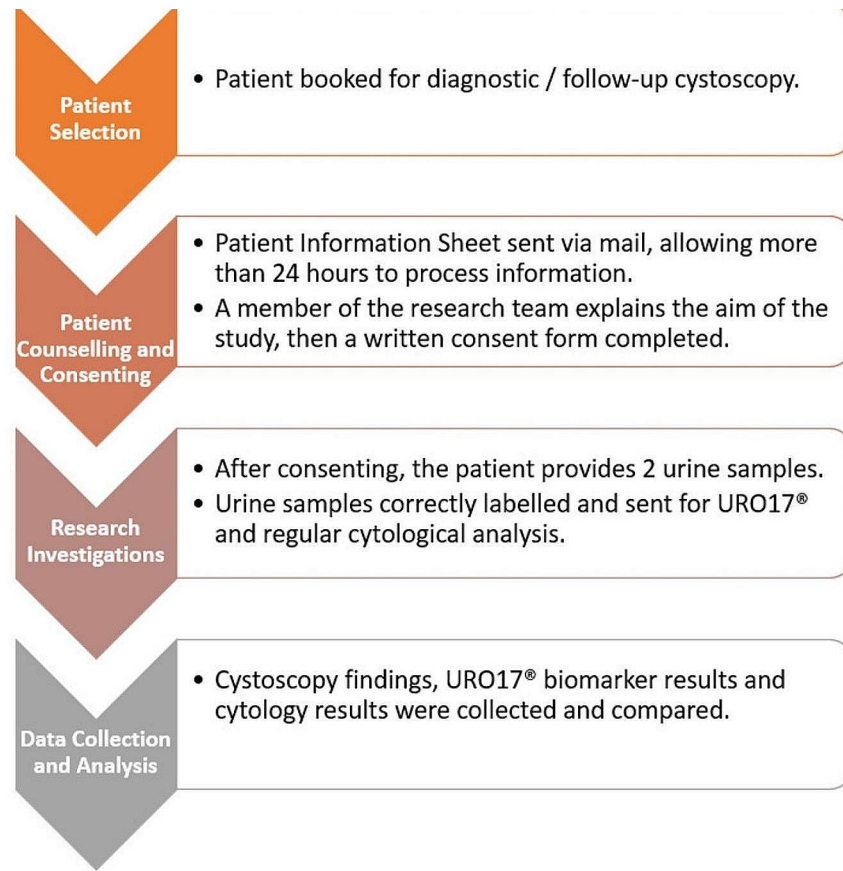 Patient
Selection
• Patient booked for diagnostic / follow-up cystoscopy.
Patient
Counselling and
Consenting
• Patient Information Sheet sent via mail, allowing more
than 24 hours to process information.
• A member of the research team explains the aim of the
study, then a written consent form completed.
Research
Investigations
• After consenting, the patient provides 2 urine samples.
• Urine samples correctly labelled and sent for URO17®
and regular cytological analysis.
Data Collection
and Analysis
• Cystoscopy findings, URO17® biomarker results and
cytology results were collected and compared.